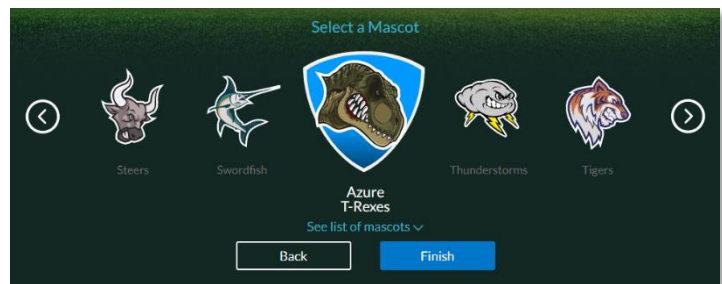 Select a Mascot
Steers
Swordfish
Azure
T-Rexes
Thunderstorms
Tigers
See list of mascots
Back
Finish